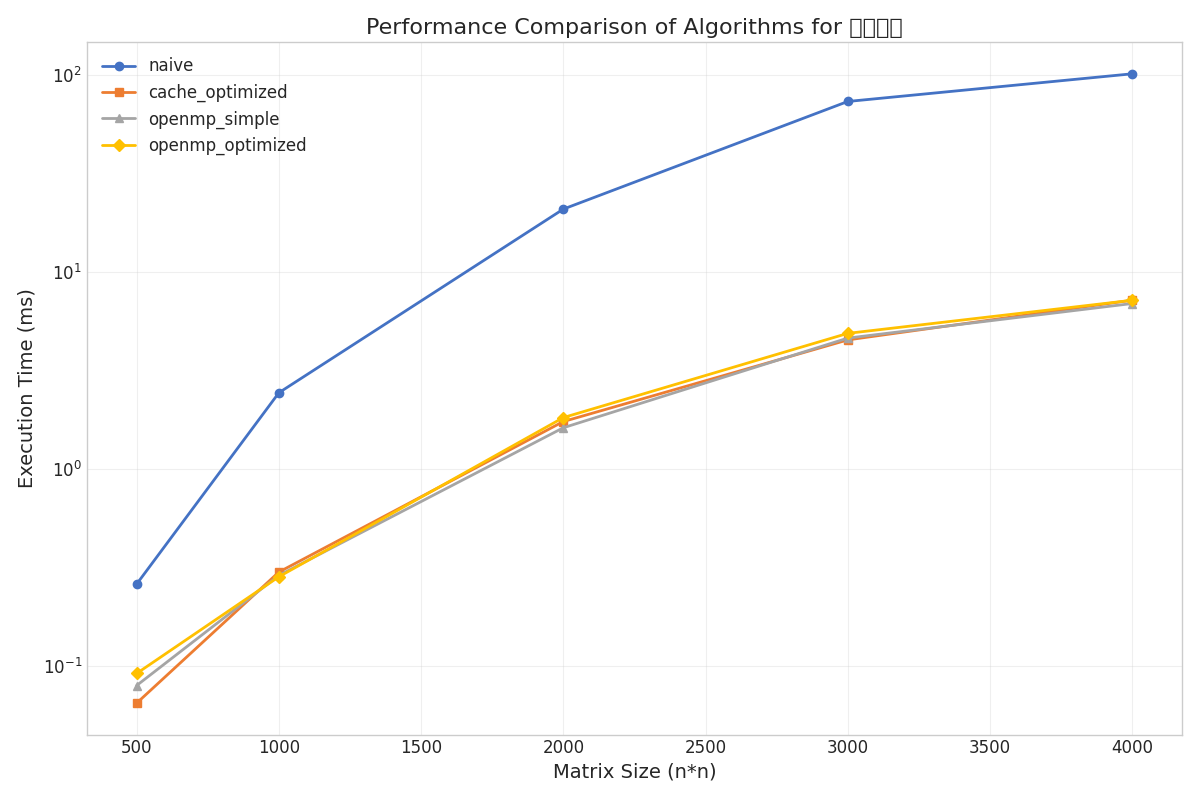 Performance Comparison of Algorithms for
naive
cache_optimized
openmp_simple
openmp_optimized
10²
10¹
10⁰
10⁻¹
Execution Time (ms)
500 1000 1500 2000 2500 3000 3500 4000
Matrix Size (n*n)